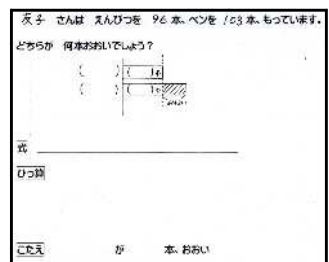 友子 さんは えんぴつを 96 本、ペンを 103 本、もっています。
どちらが 何本おおいでしょう？
( ) ( )本
( ) ( )本
式
ひっ算
こたえ が 本、おおい